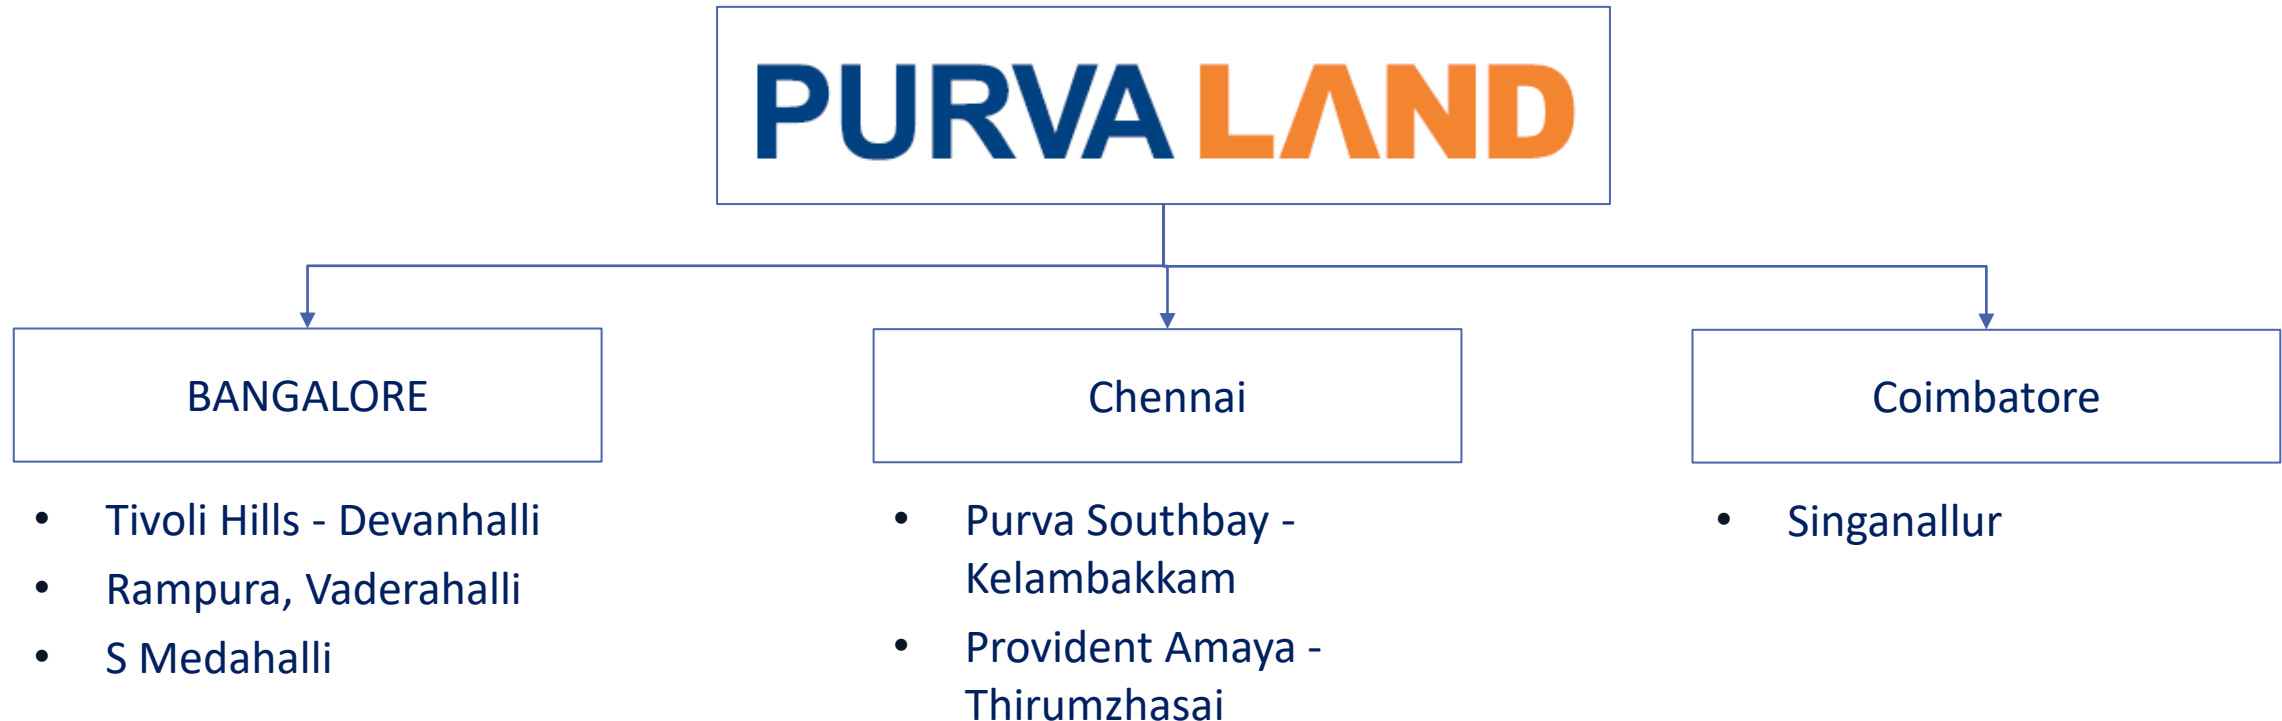 PURVA LAND
BANGALORE
Tivoli Hills - Devanhalli
Rampura, Vaderahalli
S Medahalli
Chennai
Purva Southbay -
Kelambakkam
Provident Amaya -
Thirumzhasai
Coimbatore
Singanallur